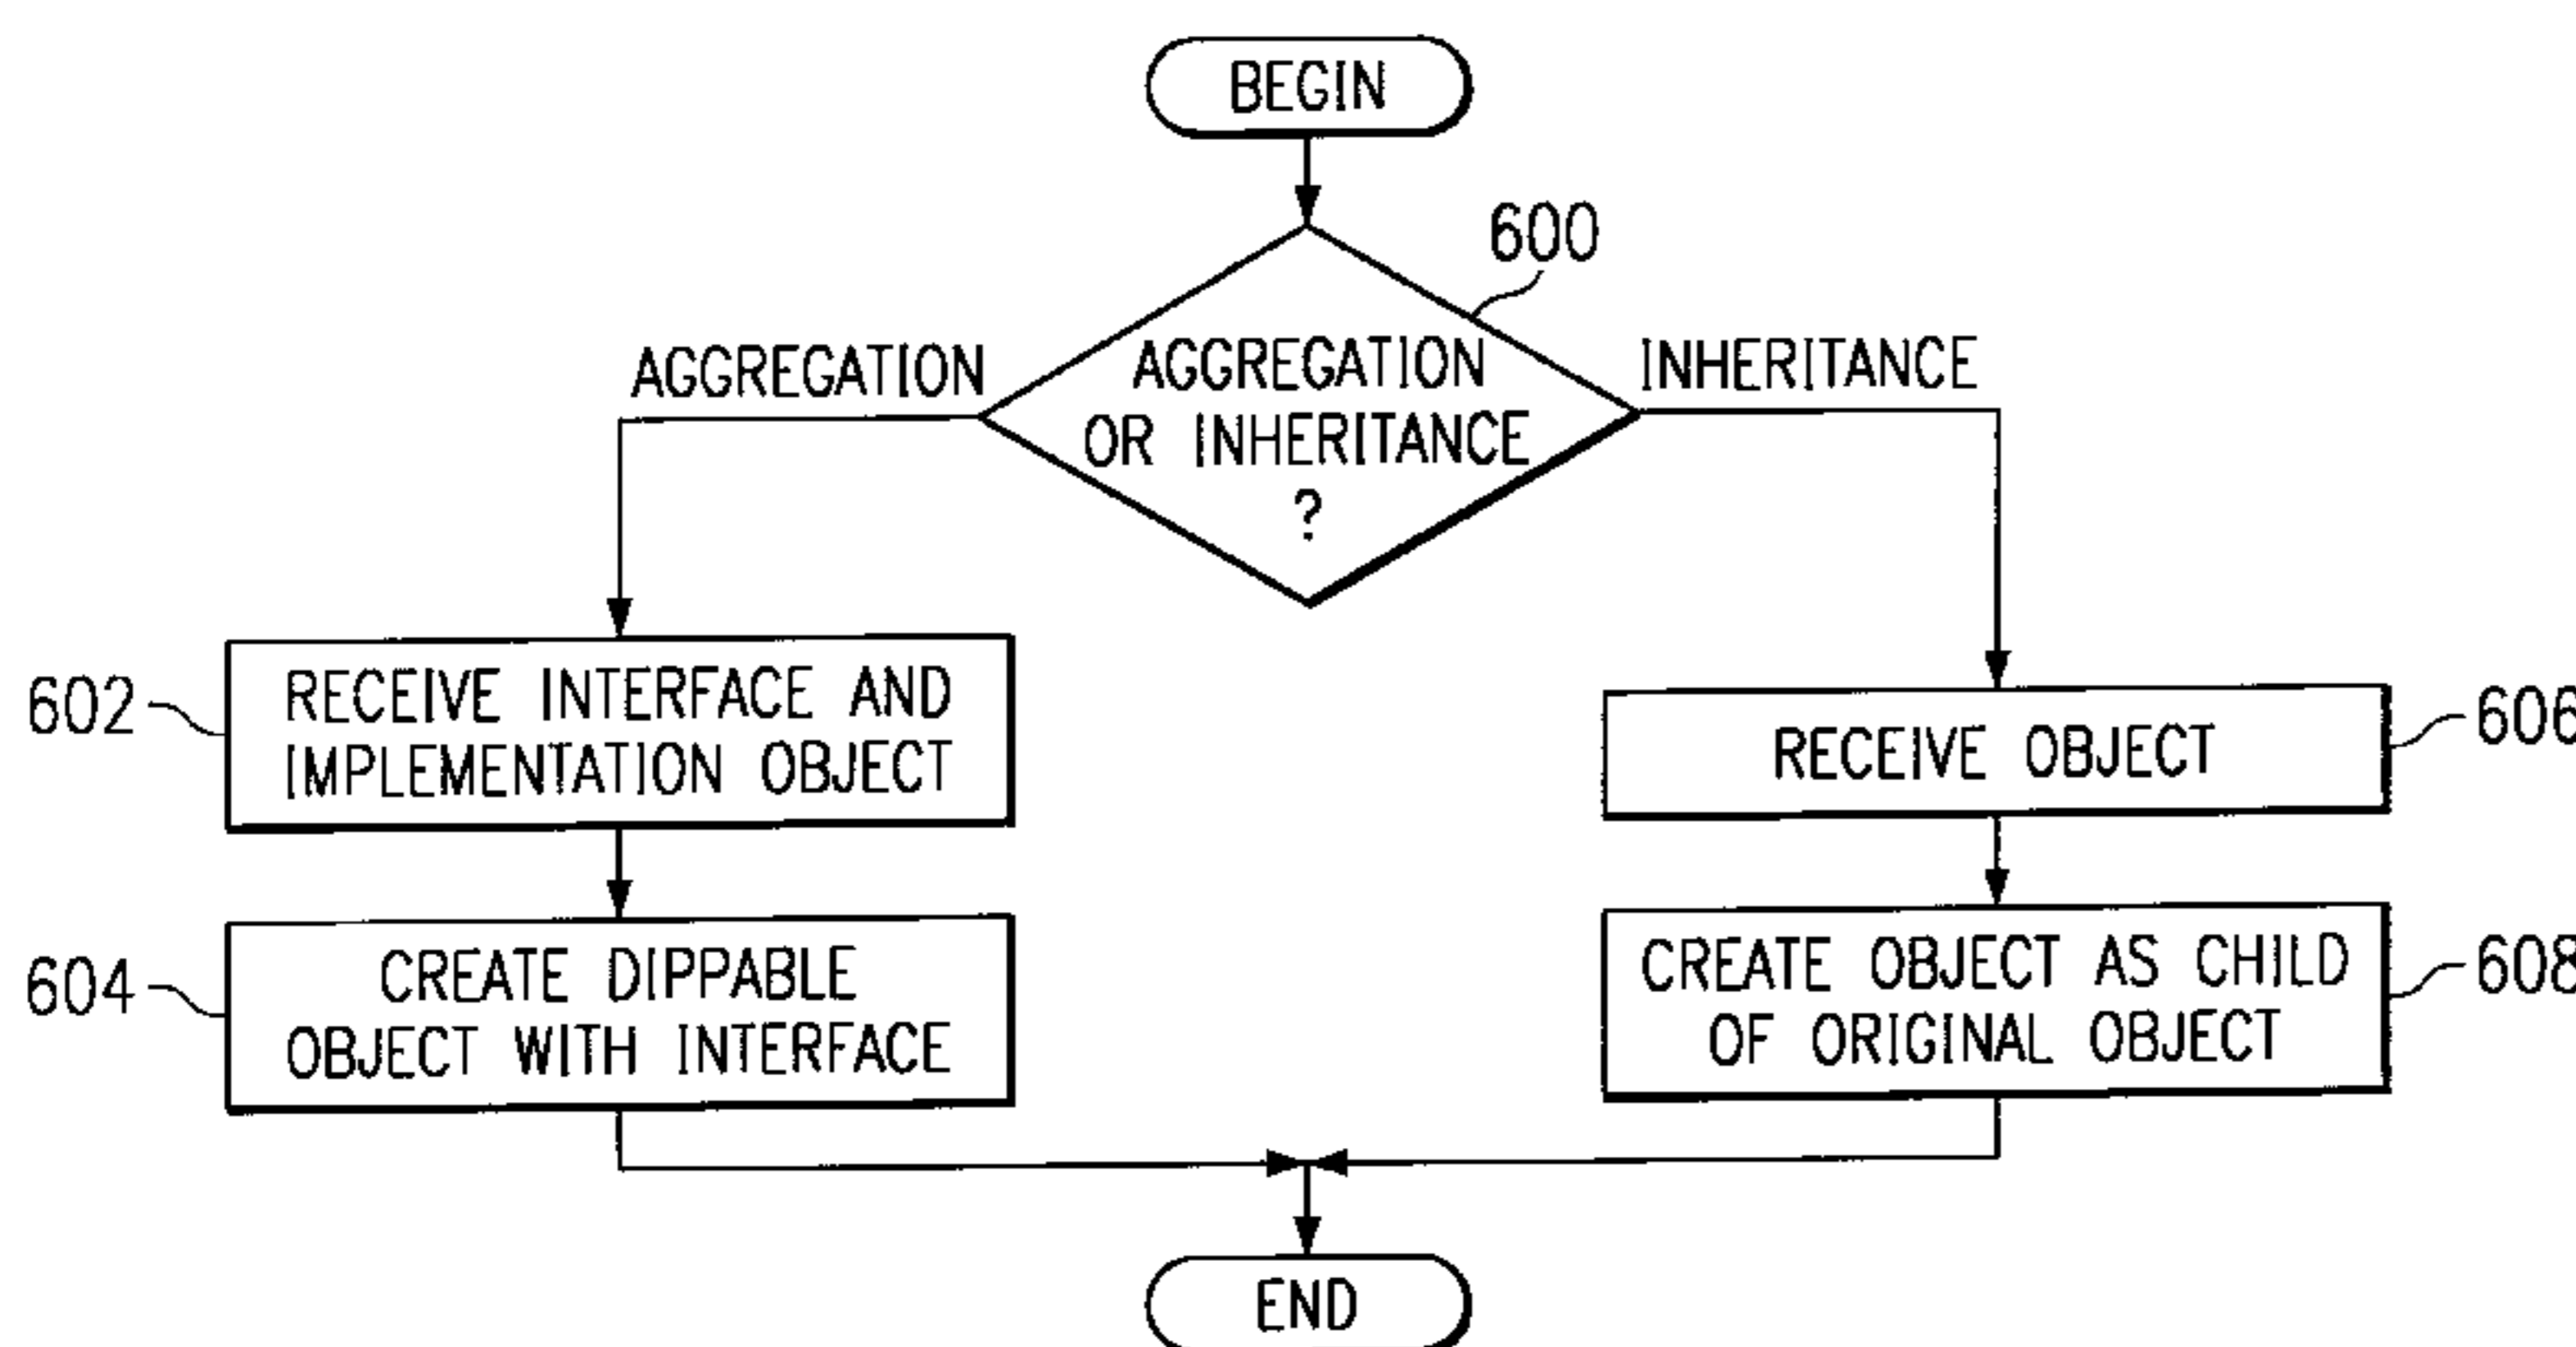 BEGIN
600
AGGREGATION
AGGREGATION
OR INHERITANCE
?
INHERITANCE
602
RECEIVE INTERFACE AND
IMPLEMENTATION OBJECT
RECEIVE OBJECT
606
604
CREATE DIPPABLE
OBJECT WITH INTERFACE
CREATE OBJECT AS CHILD
OF ORIGINAL OBJECT
608
END